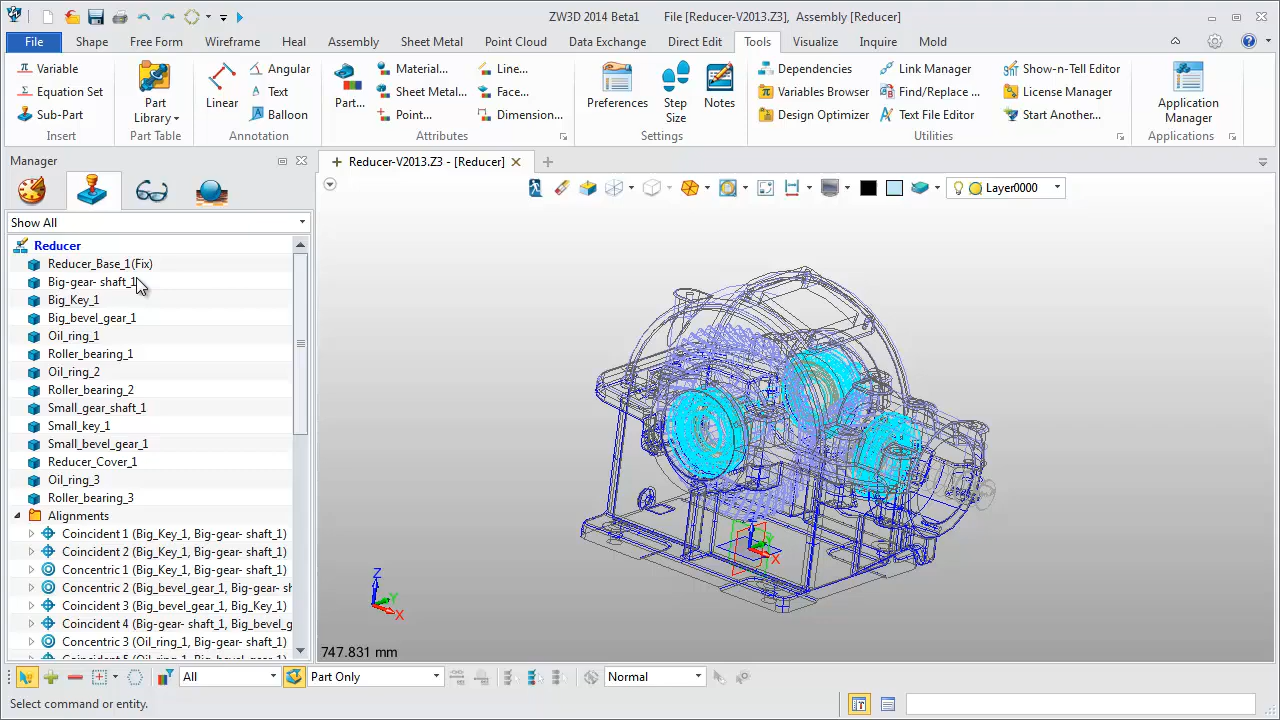 ZW3D 2014 Beta1 File [Reducer-V2013.Z3], Assembly [Reducer]
File Shape Free Form Wireframe Heal Assembly Sheet Metal Point Cloud Data Exchange Direct E Tools Visualize Inquire Mold
Variable Angular Material... Line... Dependencies Link Manager Show-n-Tell Editor
Equation Set Text Sheet Metal... Face... Variables Browser Find/Replace ... License Manager
Sub-Part Balloo Point... Dimension... Design Optimizer Text File Editor Start Another...
Part Library Linear Part... Preferences Step Size Notes Application Manager
Insert Part Table Annotation Attributes Settings Utilities Applications
Manager
Reducer-V2013.Z3 - [Reducer]
Layer0000
Show All
Reducer
Reducer_Base_1(Fix)
Big-gear- shaft_1
Big_Key_1
Big_bevel_gear_1
Oil_ring_1
Roller_bearing_1
Oil_ring_2
Roller_bearing_2
Small_gear_shaft_1
Small_key_1
Small_bevel_gear_1
Reducer_Cover_1
Oil_ring_3
Roller_bearing_3
Alignments
Coincident 1 (Big_Key_1, Big-gear- shaft_1)
Coincident 2 (Big_Key_1, Big-gear- shaft_1)
Concentric 1 (Big_Key_1, Big-gear- shaft_1)
Concentric 2 (Big_bevel_gear_1, Big-gear- sh
Coincident 3 (Big_bevel_gear_1, Big_Key_1)
Coincident 4 (Big-gear- shaft_1, Big_bevel_g
Concentric 3 (Oil_ring_1, Big-gear- shaft_1)
Z
Y
X
Y
X
747.831 mm
All Part Only Normal
Select command or entity.